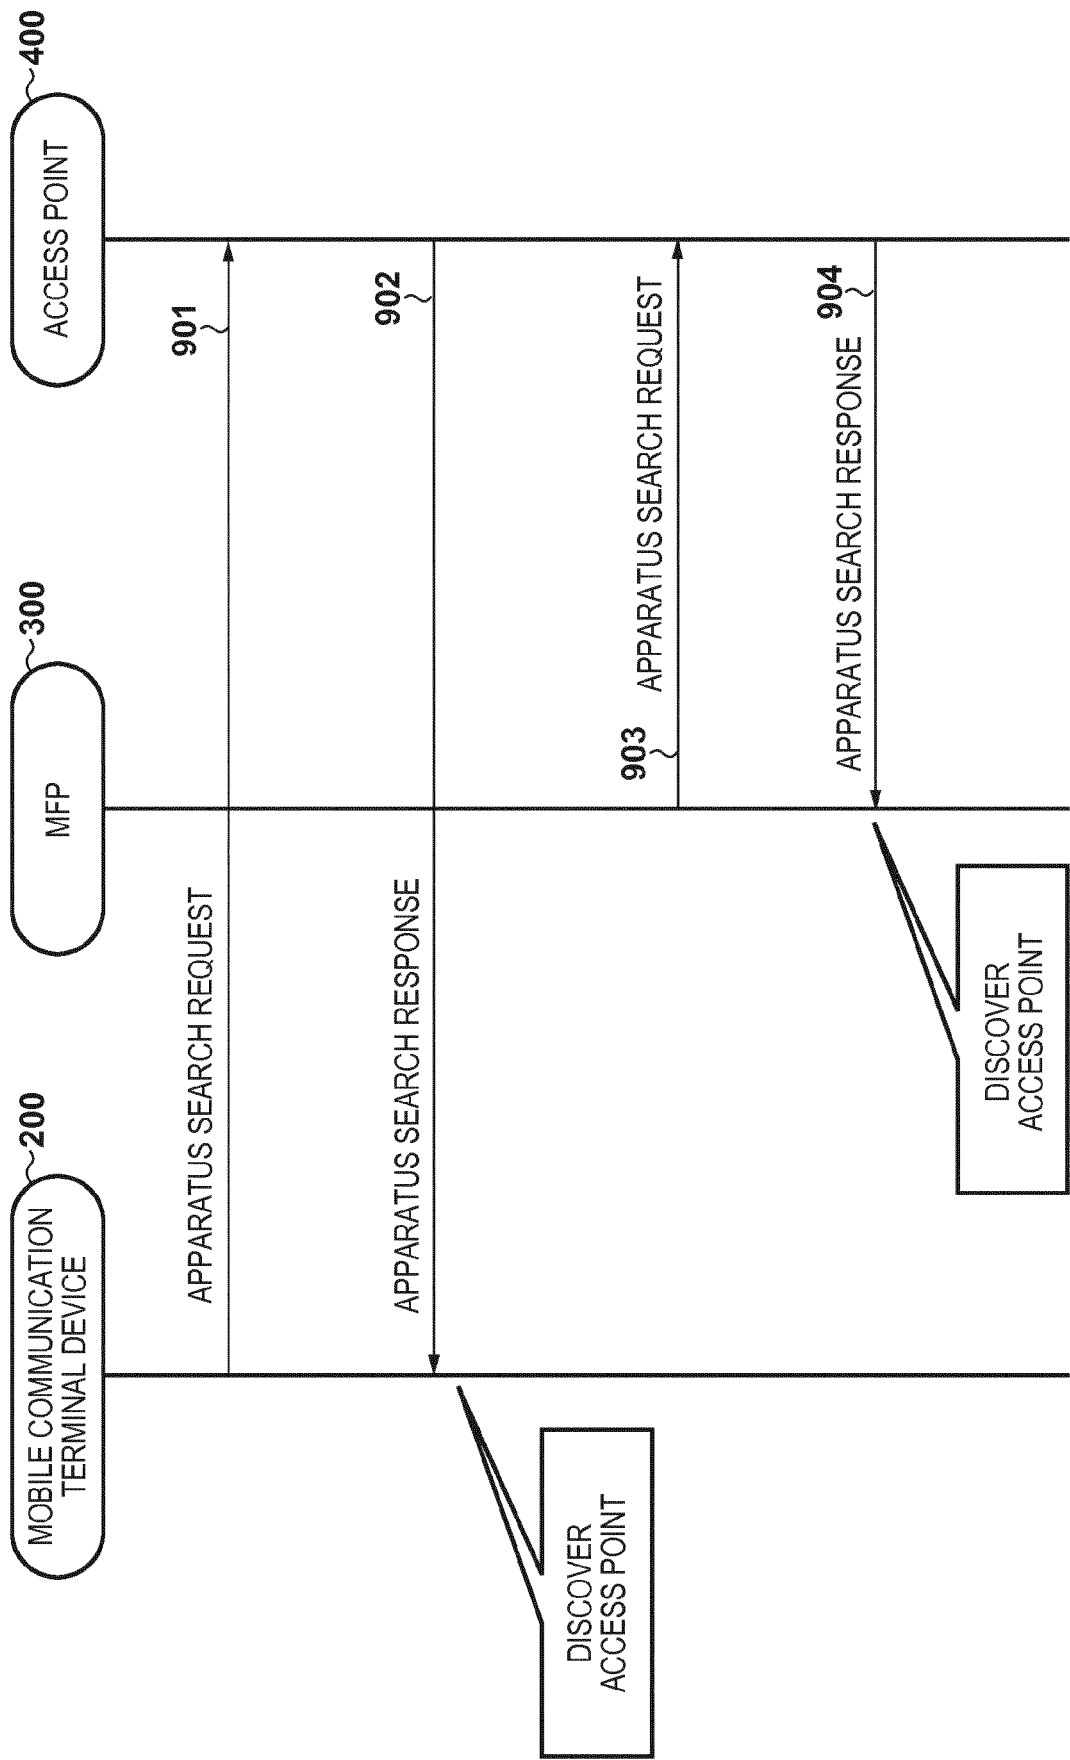 200
300
400
MOBILE COMMUNICATION
TERMINAL DEVICE
MFP
ACCESS POINT
APPARATUS SEARCH REQUEST
901
APPARATUS SEARCH RESPONSE
902
DISCOVER
ACCESS POINT
903
APPARATUS SEARCH REQUEST
APPARATUS SEARCH RESPONSE
904
DISCOVER
ACCESS POINT